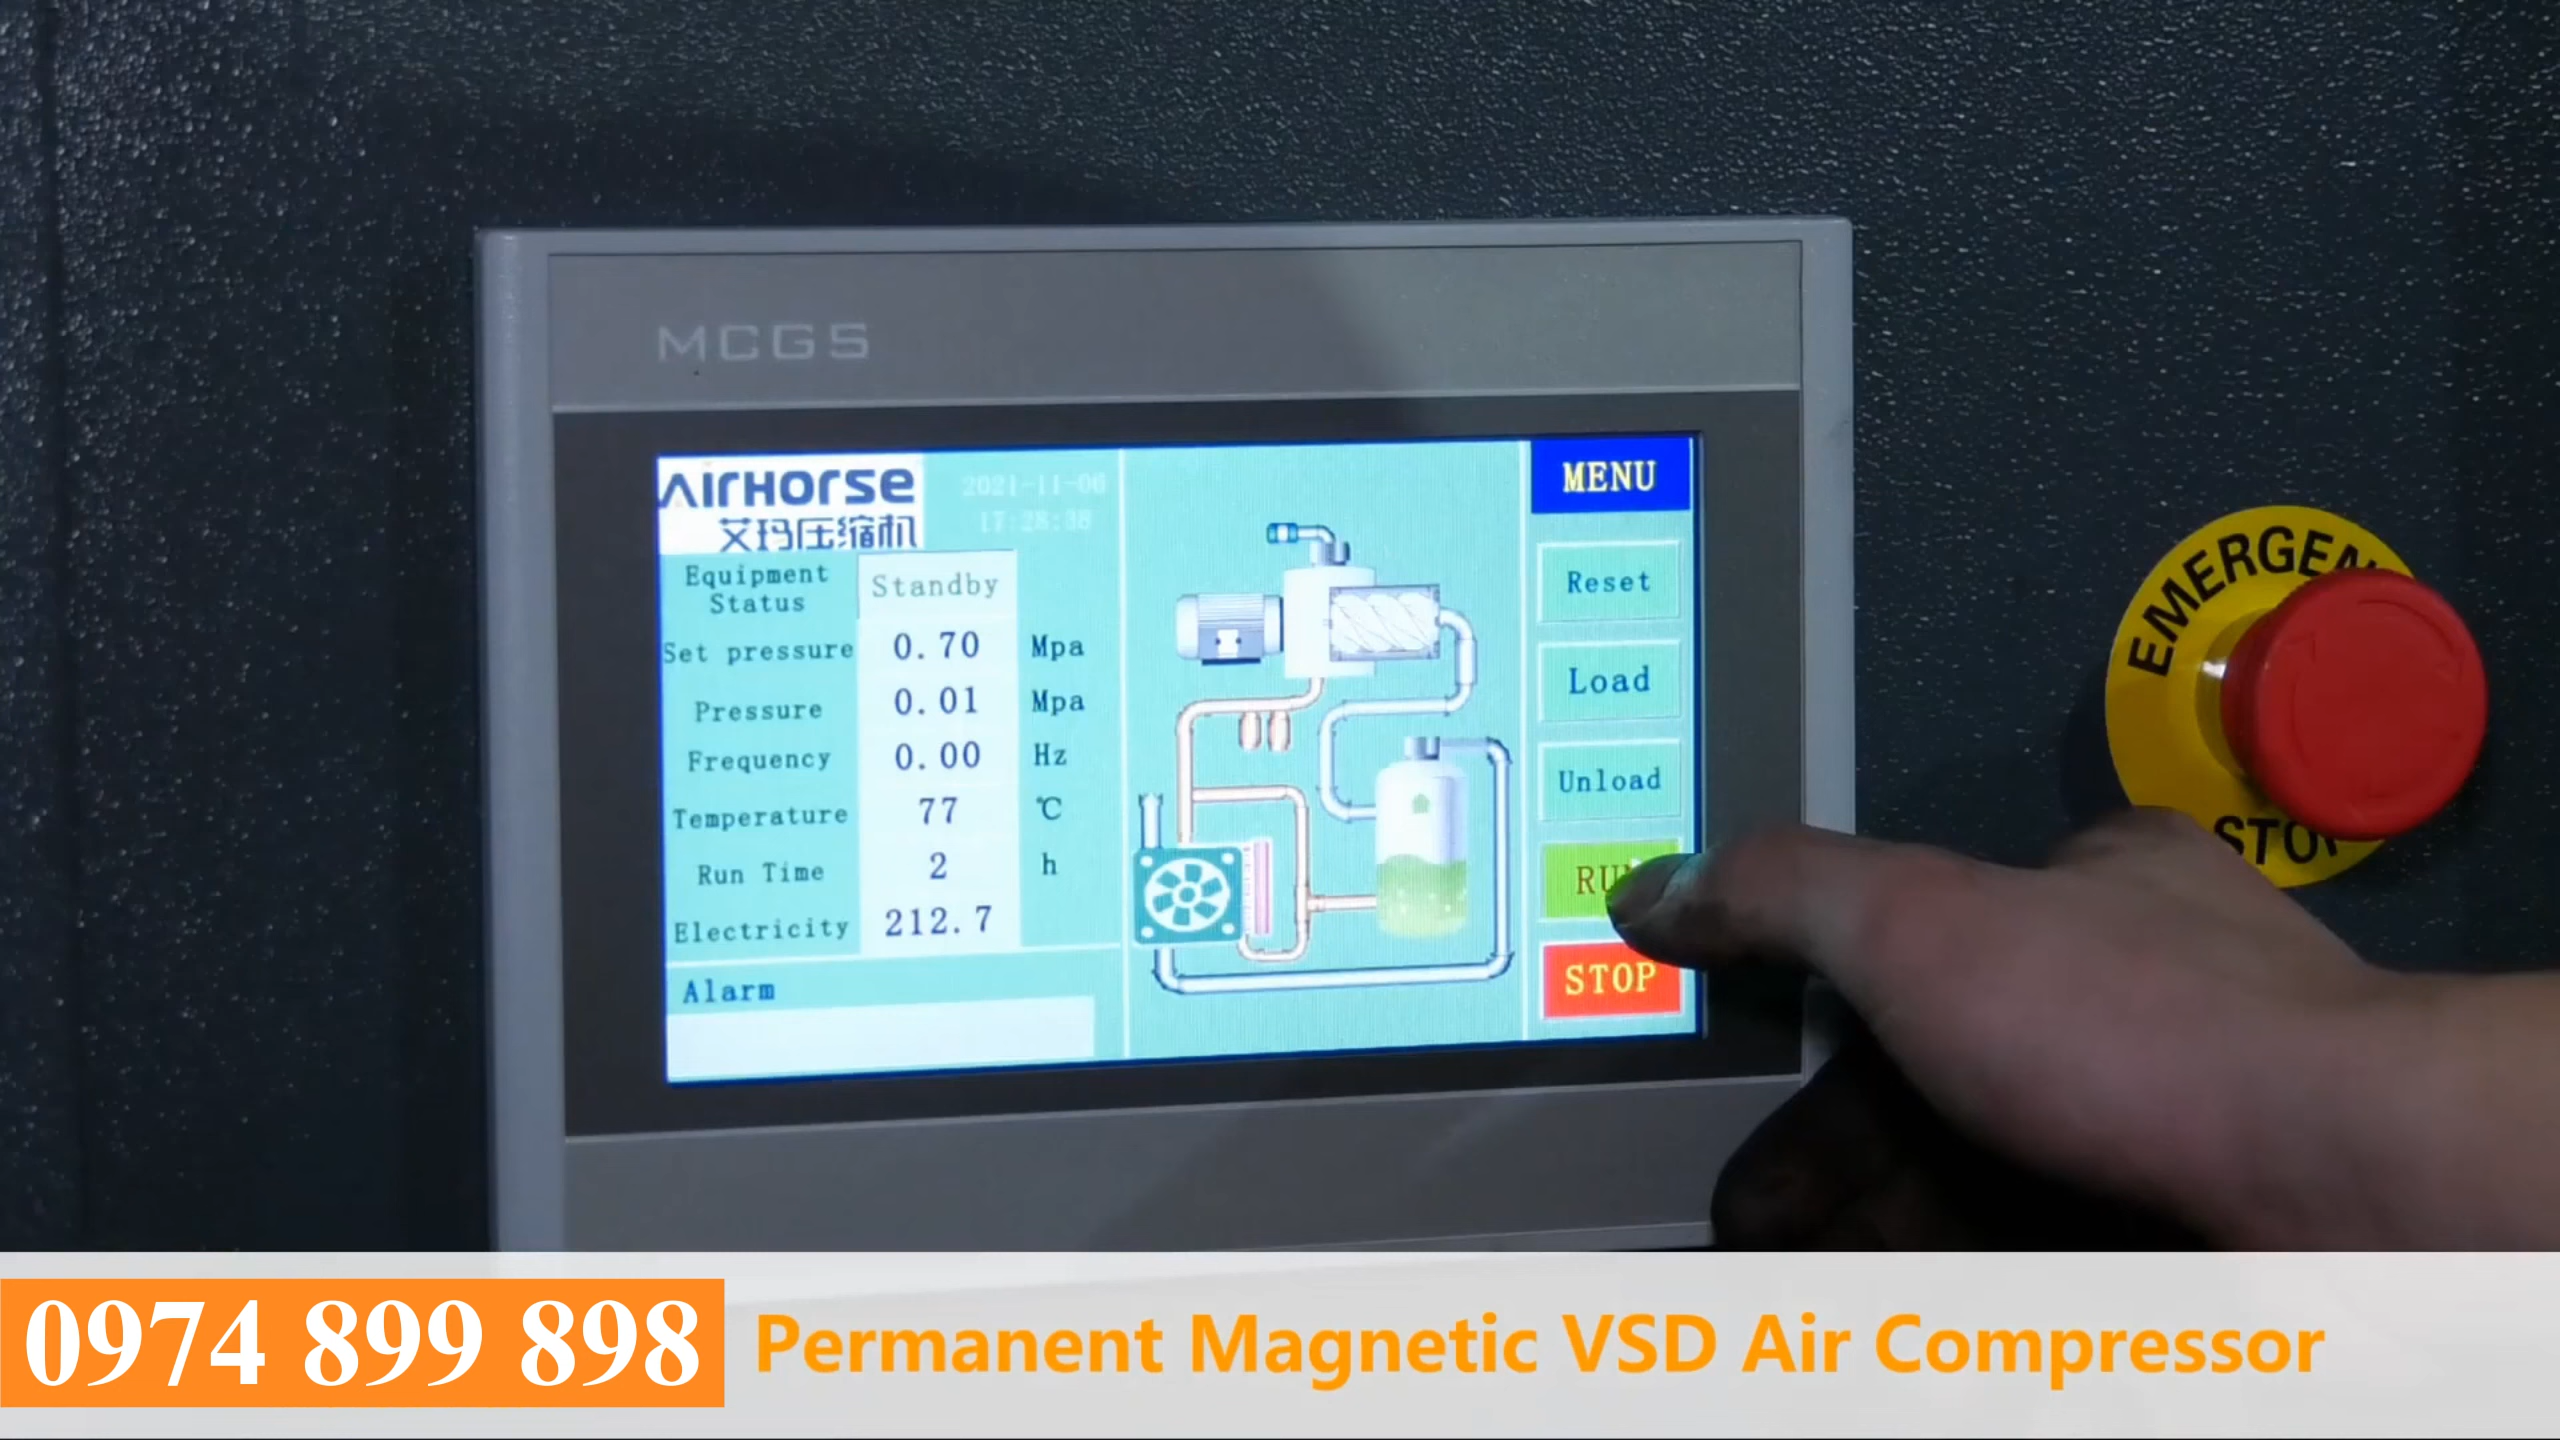 MCGS
AirHorse
艾玛压缩机
2021-11-06
17:28:38
MENU
Equipment Status
Standby
Reset
Set pressure 0.70 Mpa
Load
Pressure 0.01 Mpa
Frequency 0.00 Hz
Unload
Temperature 77 ℃
Run Time 2 h
RUN
Electricity 212.7
STOP
Alarm
EMERGEN
STOP
0974 899 898
Permanent Magnetic VSD Air Compressor